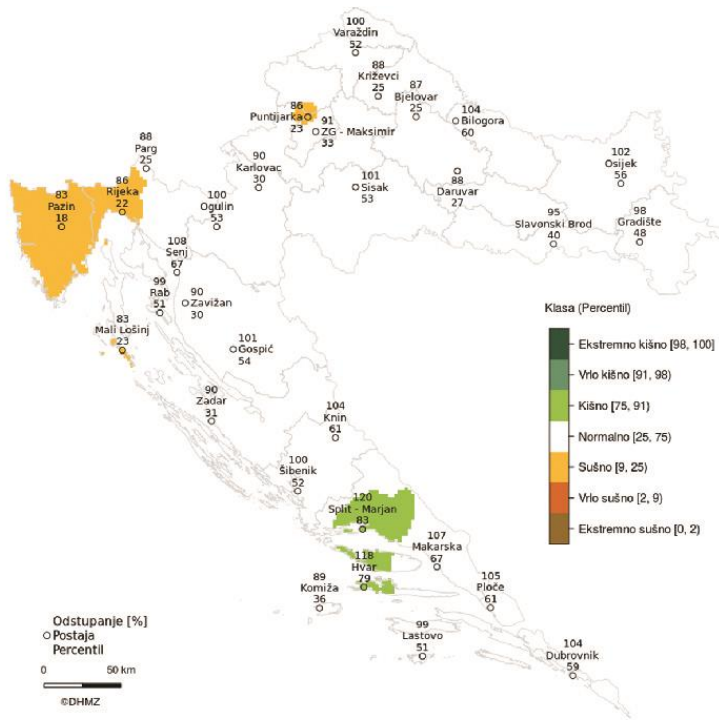 100
Varaždin
52
88
Križevci
25
87
Bjelovar
25
104
Bilogora
60
86
Puntijarka
23
91
ZG - Maksimir
33
88
Parg
25
90
Karlovac
30
101
Sisak
53
88
Daruvar
27
102
Osijek
56
83
Pazin
18
86
Rijeka
22
100
Ogulin
53
95
Slavonski Brod
40
98
Gradište
48
108
Senj
67
99
Rab
51
90
Zavižan
30
83
Mali Lošinj
23
101
Gospić
54
90
Zadar
31
104
Knin
61
100
Šibenik
52
120
Split - Marjan
83
107
Makarska
67
118
Hvar
79
89
Komiža
36
105
Ploče
61
99
Lastovo
51
104
Dubrovnik
59
Klasa (Percentil)
Ekstremno kišno [98, 100]
Vrlo kišno [91, 98)
Kišno [75, 91)
Normalno [25, 75)
Sušno [9, 25)
Vrlo sušno [2, 9)
Ekstremno sušno [0, 2)
Odstupanje [%]
Postaja
Percentil
0 50 km
©DHMZ